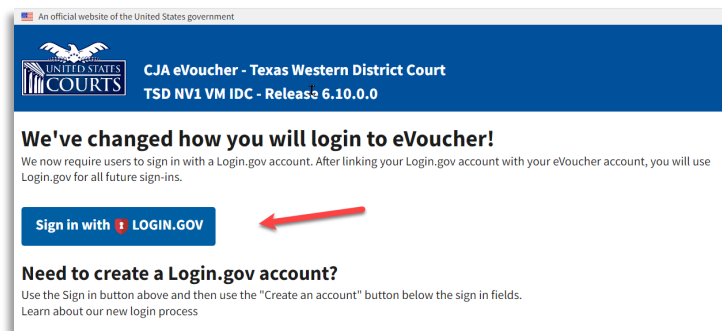 An official website of the United States government
UNITED STATES
COURTS
CJA eVoucher - Texas Western District Court
TSD NV1 VM IDC - Release 6.10.0.0
We've changed how you will login to eVoucher!
We now require users to sign in with a Login.gov account. After linking your Login.gov account with your eVoucher account, you will use
Login.gov for all future sign-ins.
Sign in with LOGIN.GOV
Need to create a Login.gov account?
Use the Sign in button above and then use the "Create an account" button below the sign in fields.
Learn about our new login process